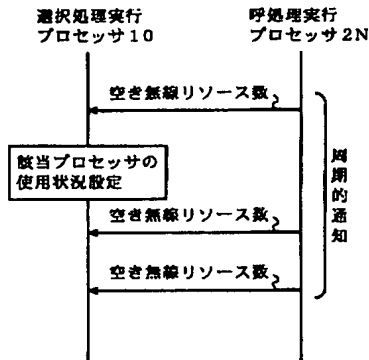 選択処理実行
プロセッサ10
呼処理実行
プロセッサ2N
空き無線リソース数
該当プロセッサの
使用状況設定
空き無線リソース数
空き無線リソース数
周期的通知